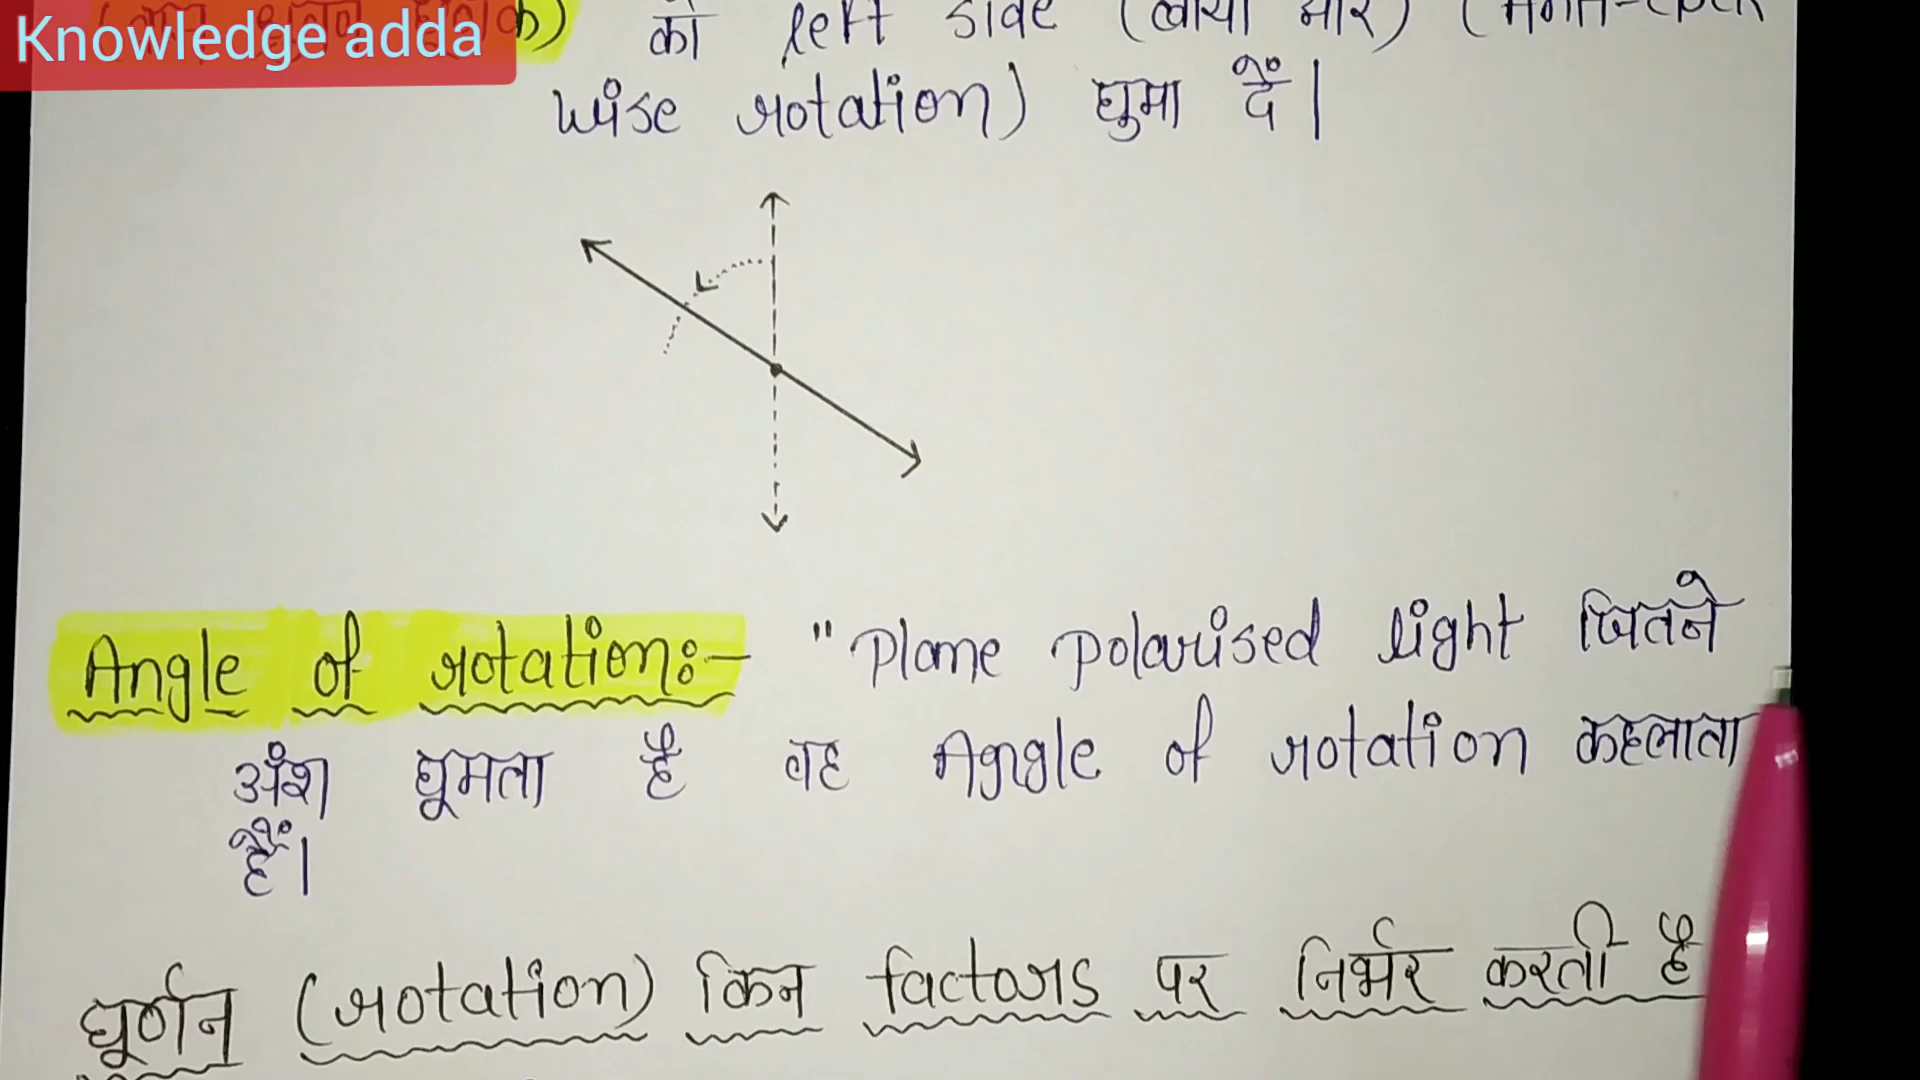 Knowledge adda
को left side (बायीं ओर) (
wise rotation) घुमा दें।
Angle of rotation:- "Plane polarised light जितने
अंश घूमता है वह Angle of rotation कहलाता
हैं।
घूर्णन (rotation) किन factors पर निर्भर करती है